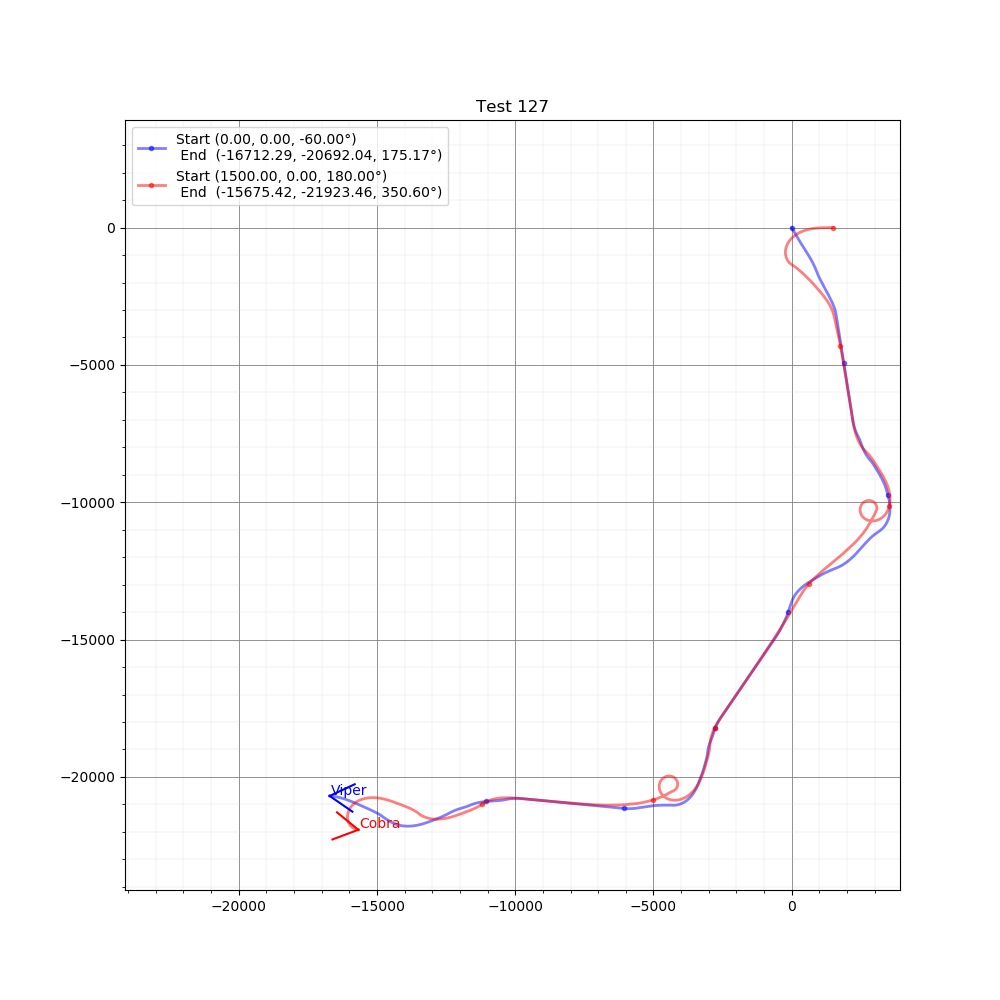 Test 127
Start (0.00, 0.00, -60.00°)
End (-16712.29, -20692.04, 175.17°)
Start (1500.00, 0.00, 180.00°)
End (-15675.42, -21923.46, 350.60°)
0
−5000
−10000
−15000
−20000
Viper
Cobra
−20000
−15000
−10000
−5000
0